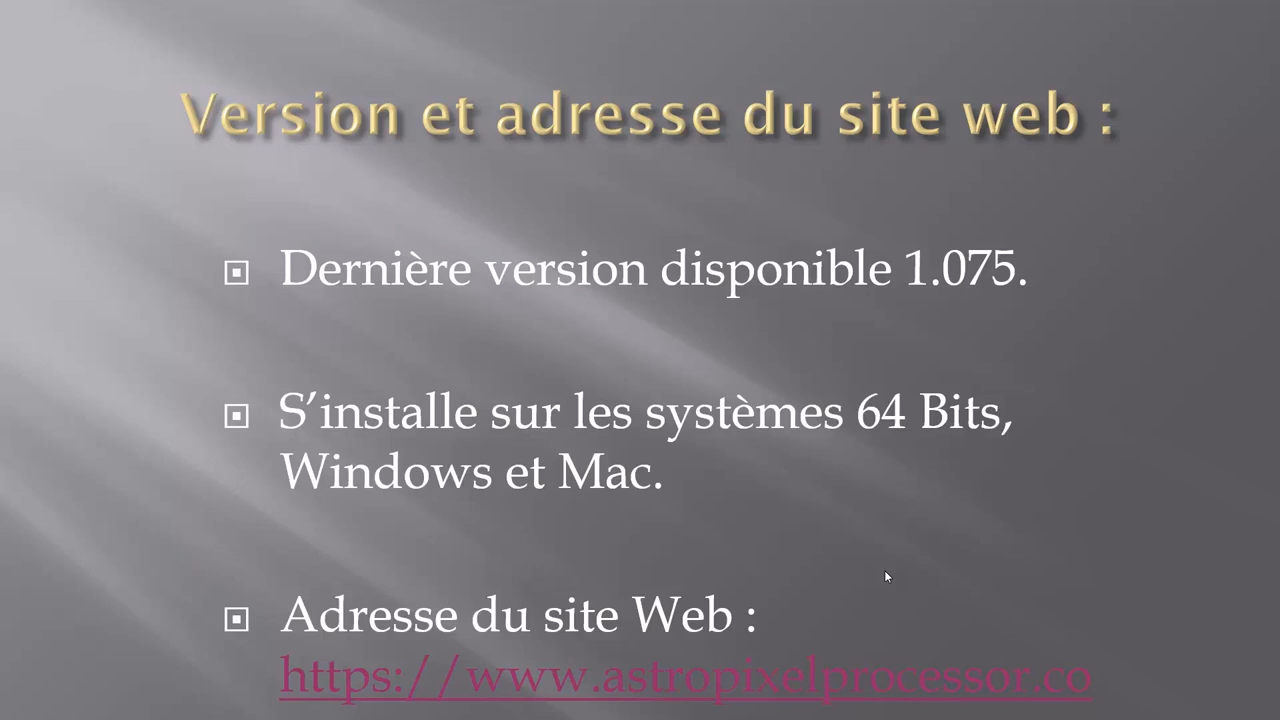 Version et adresse du site web :
Dernière version disponible 1.075.
S’installe sur les systèmes 64 Bits,
Windows et Mac.
Adresse du site Web :
https://www.astropixelprocessor.co